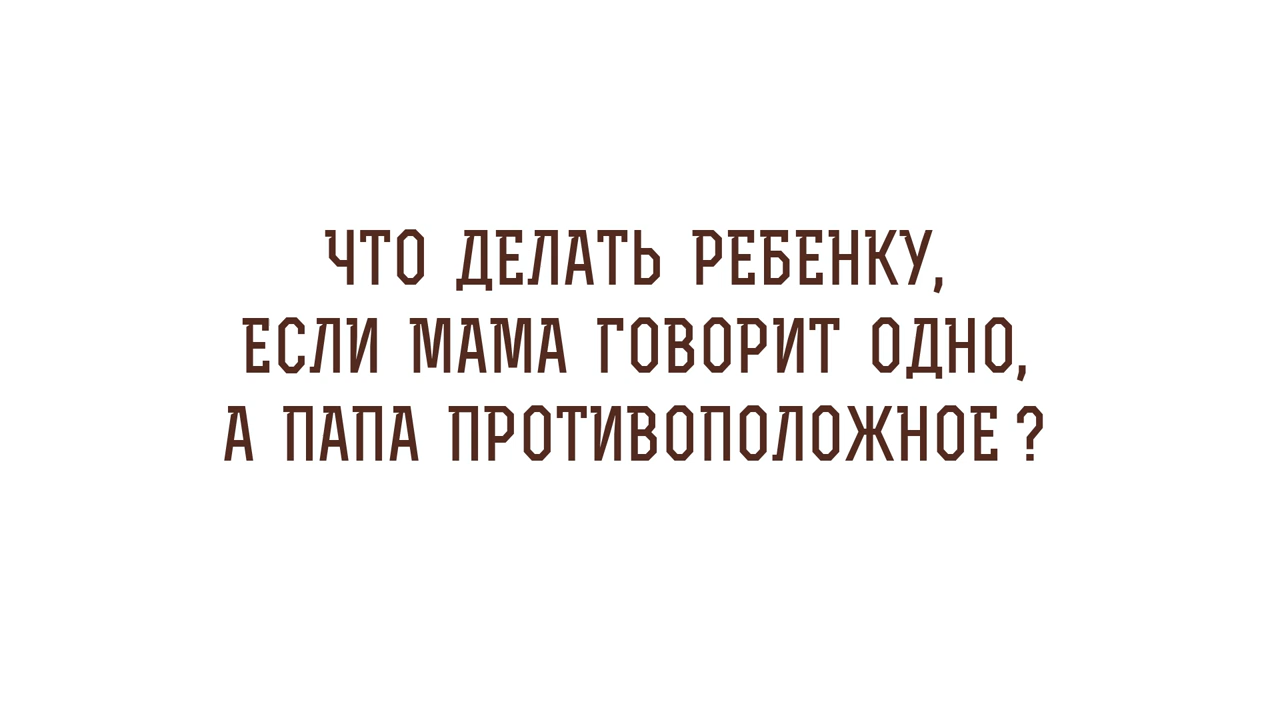 ЧТО ДЕЛАТЬ РЕБЕНКУ,
ЕСЛИ МАМА ГОВОРИТ ОДНО,
А ПАПА ПРОТИВОПОЛОЖНОЕ ?